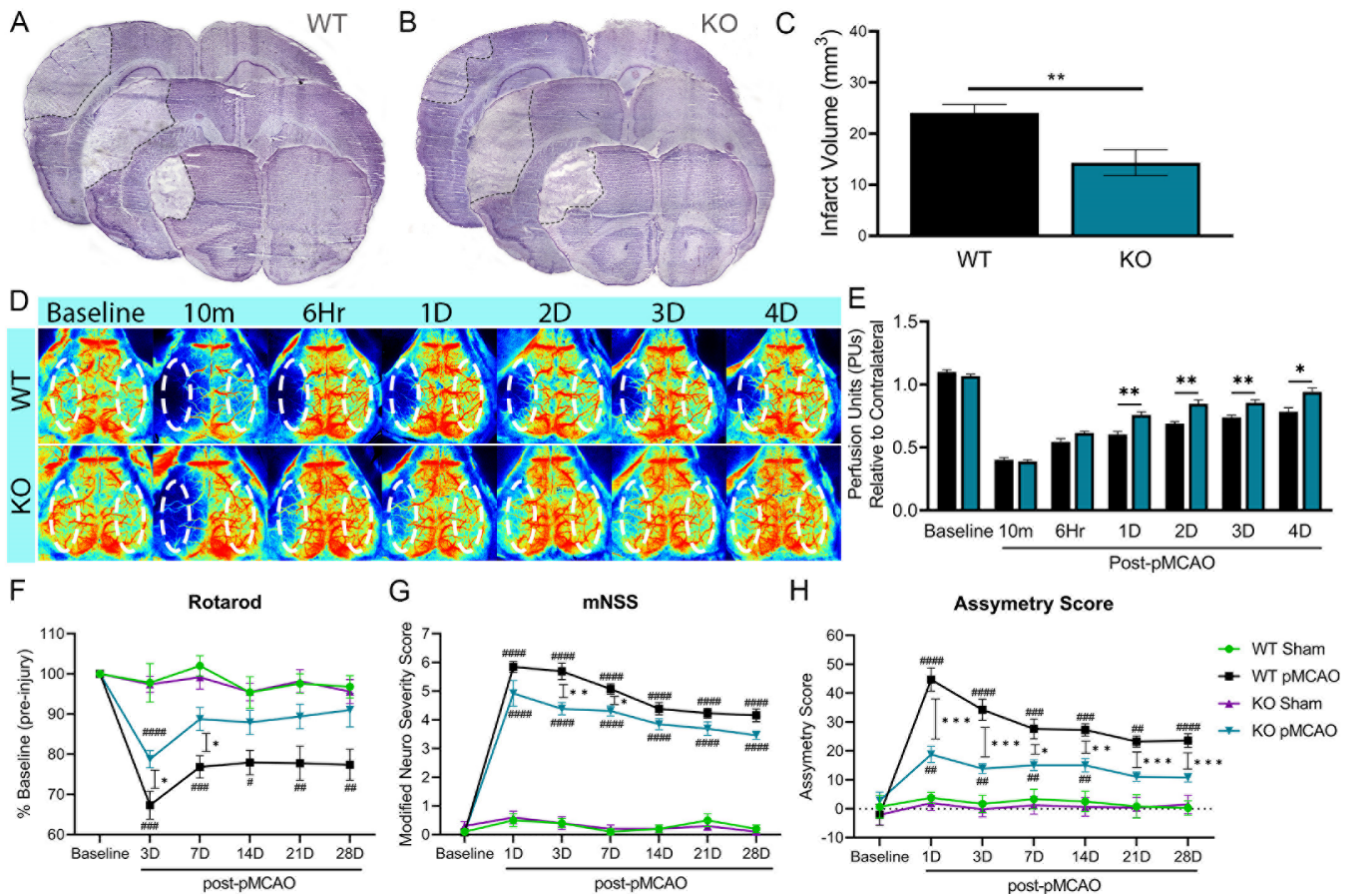 A
WT
B
KO
C
Infarct Volume (mm³)
40
30
20
10
0
**
WT
KO
D
Baseline 10m 6Hr 1D 2D 3D 4D
WT
KO
E
Perfusion Units (PUs)
Relative to Contralateral
1.5
1.0
0.5
0.0
** ** ** *
Baseline 10m 6Hr 1D 2D 3D 4D
Post-pMCAO
F
Rotarod
% Baseline (pre-injury)
110
100
90
80
70
60
####
*
###
*
###
#
##
##
Baseline 3D 7D 14D 21D 28D
post-pMCAO
G
mNSS
Modified Neuro Severity Score
7
6
5
4
3
2
1
0
#### #### #### #### #### ####
** *
#### #### #### #### #### ####
Baseline 1D 3D 7D 14D 21D 28D
post-pMCAO
H
Assymetry Score
Assymetry Score
60
50
40
30
20
10
0
-10
#### #### ### ### ## ####
*** *** * ** *** ***
## ## ## ##
Baseline 1D 3D 7D 14D 21D 28D
post-pMCAO
WT Sham
WT pMCAO
KO Sham
KO pMCAO